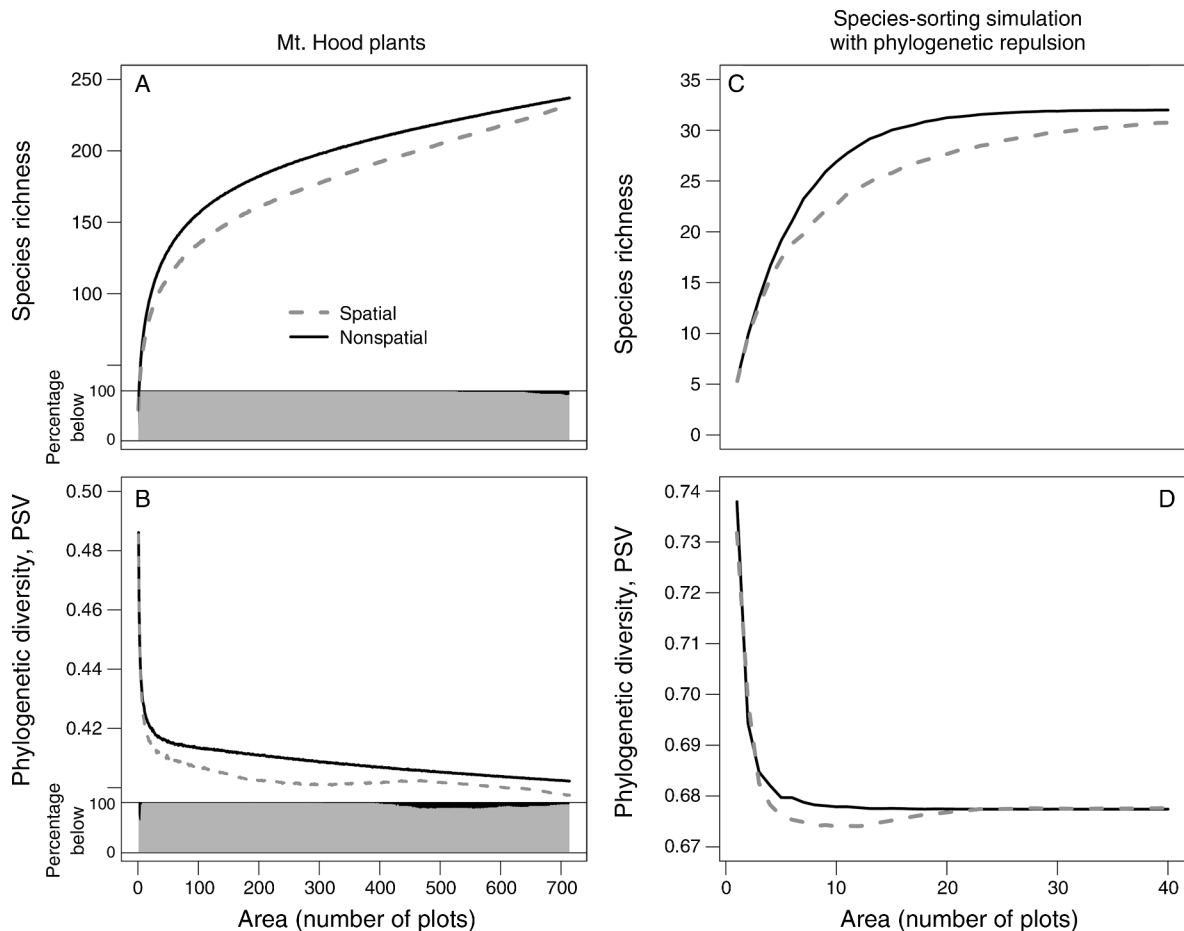 Mt. Hood plants
Species-sorting simulation
with phylogenetic repulsion
A
250
200
150
100
Species richness
Spatial
Nonspatial
Percentage
below
100
0
C
35
30
25
20
15
10
5
0
Species richness
B
0.50
0.48
0.46
0.44
0.42
Phylogenetic diversity, PSV
Percentage
below
100
0
0 100 200 300 400 500 600 700
Area (number of plots)
D
0.74
0.73
0.72
0.71
0.70
0.69
0.68
0.67
Phylogenetic diversity, PSV
0 10 20 30 40
Area (number of plots)